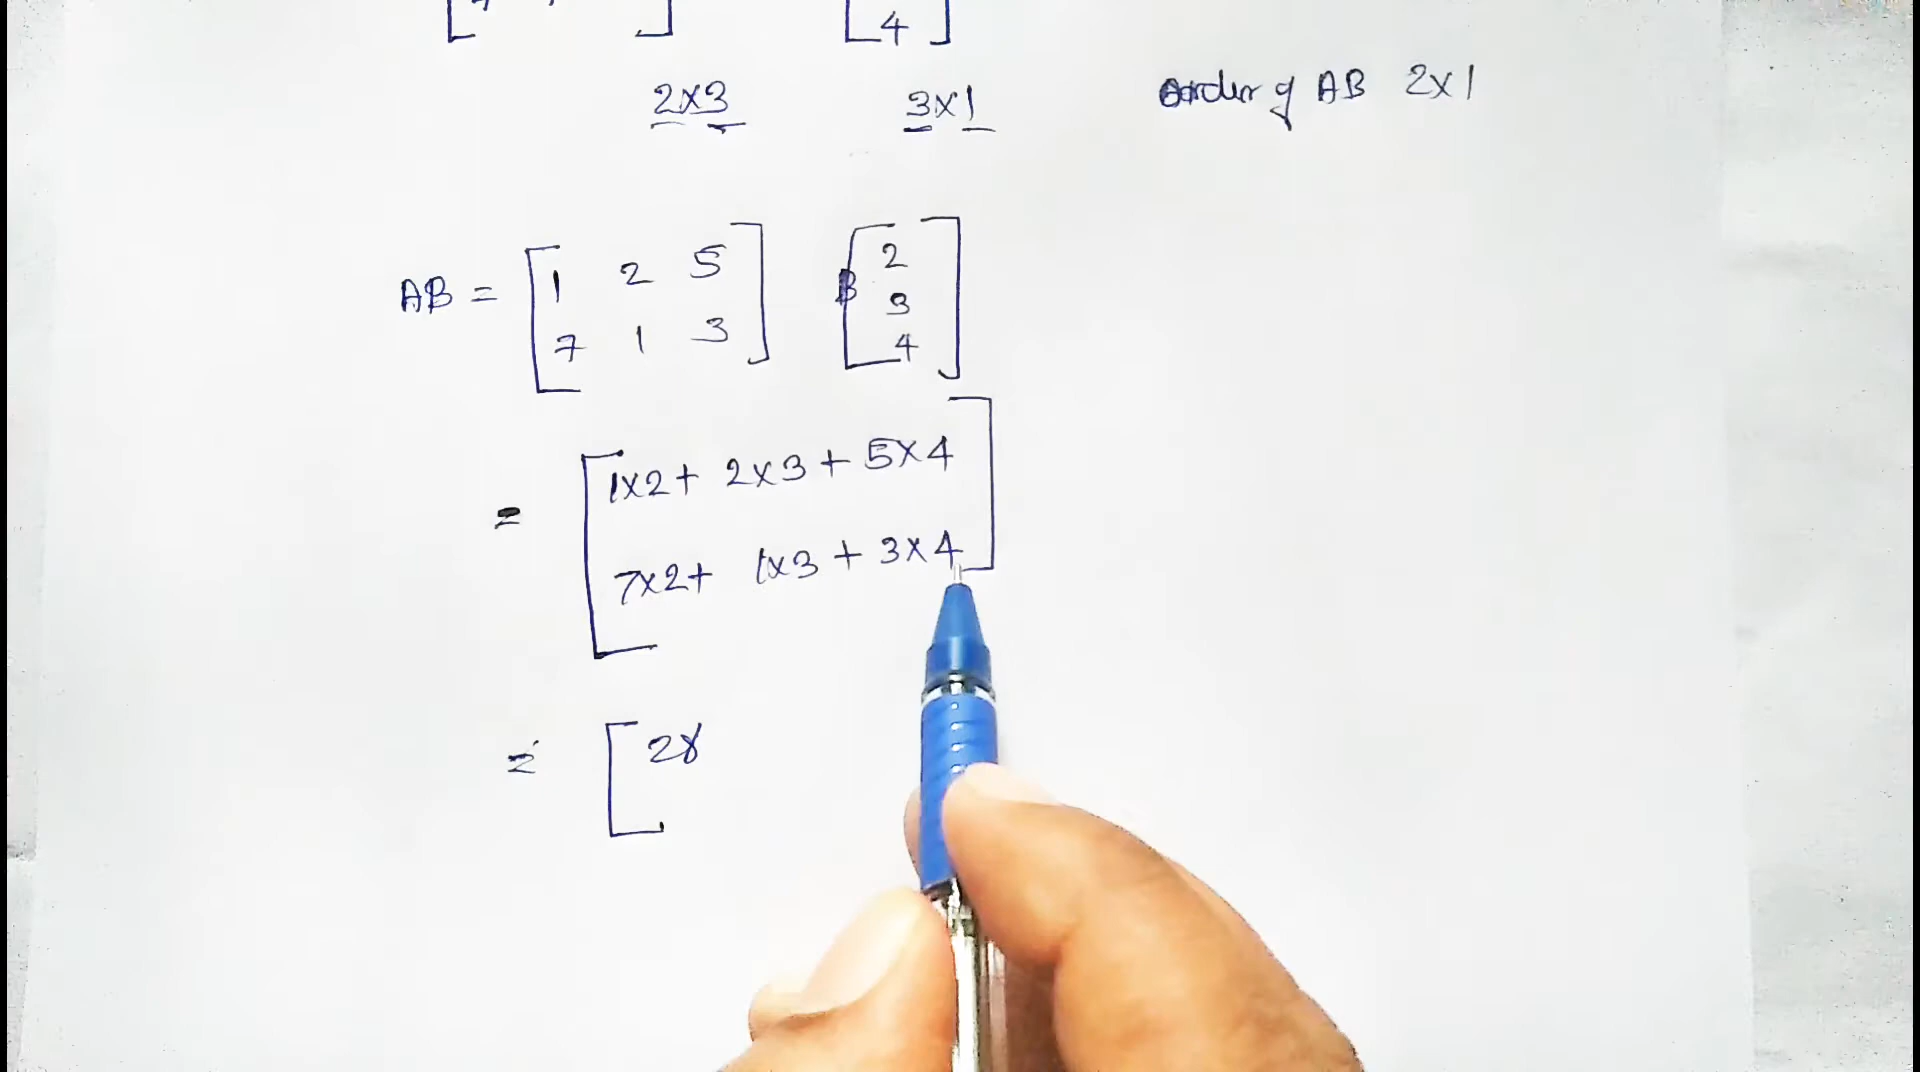 4
2x3 3x1 order of AB 2x1
AB = [1 2 5] [2]
3
7 1 3 4
= [1x2+ 2x3+ 5x4
7x2+ 1x3 + 3x4]
= [28